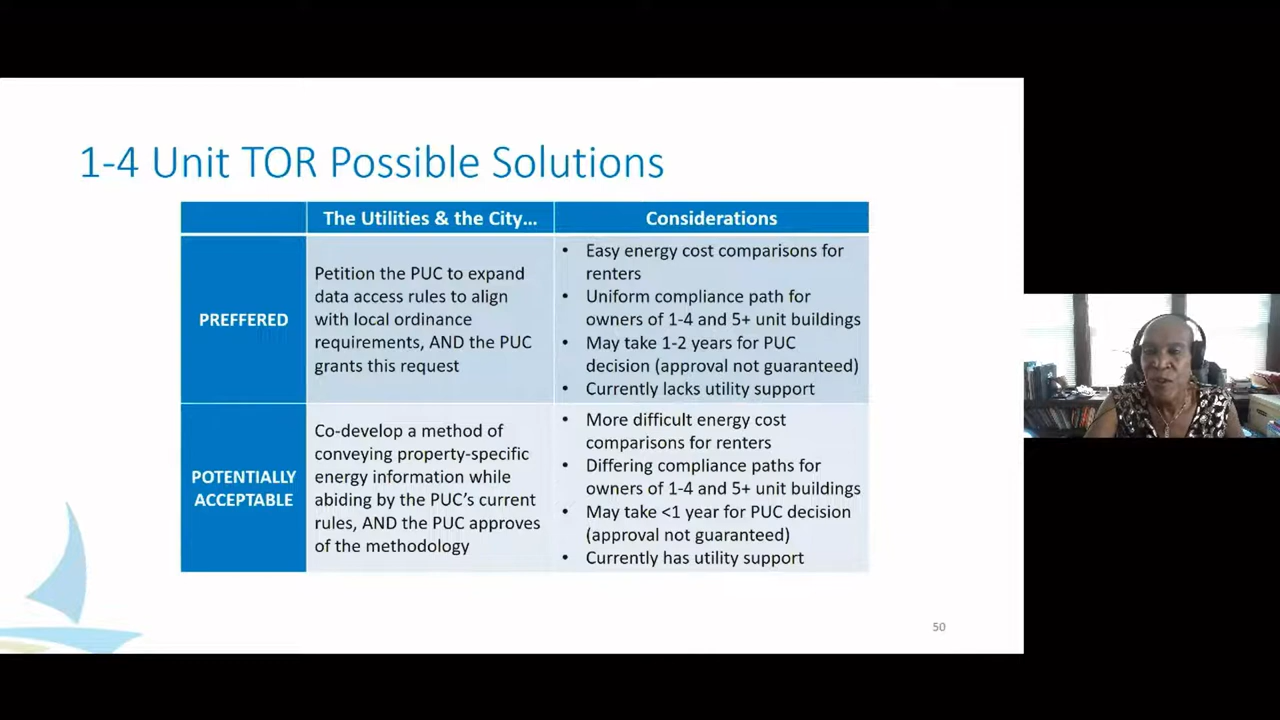 1-4 Unit TOR Possible Solutions
The Utilities & the City...
Considerations
PREFFERED
Petition the PUC to expand
data access rules to align
with local ordinance
requirements, AND the PUC
grants this request
• Easy energy cost comparisons for
renters
• Uniform compliance path for
owners of 1-4 and 5+ unit buildings
• May take 1-2 years for PUC
decision (approval not guaranteed)
• Currently lacks utility support
POTENTIALLY
ACCEPTABLE
Co-develop a method of
conveying property-specific
energy information while
abiding by the PUC's current
rules, AND the PUC approves
of the methodology
• More difficult energy cost
comparisons for renters
• Differing compliance paths for
owners of 1-4 and 5+ unit buildings
• May take <1 year for PUC decision
(approval not guaranteed)
• Currently has utility support
50